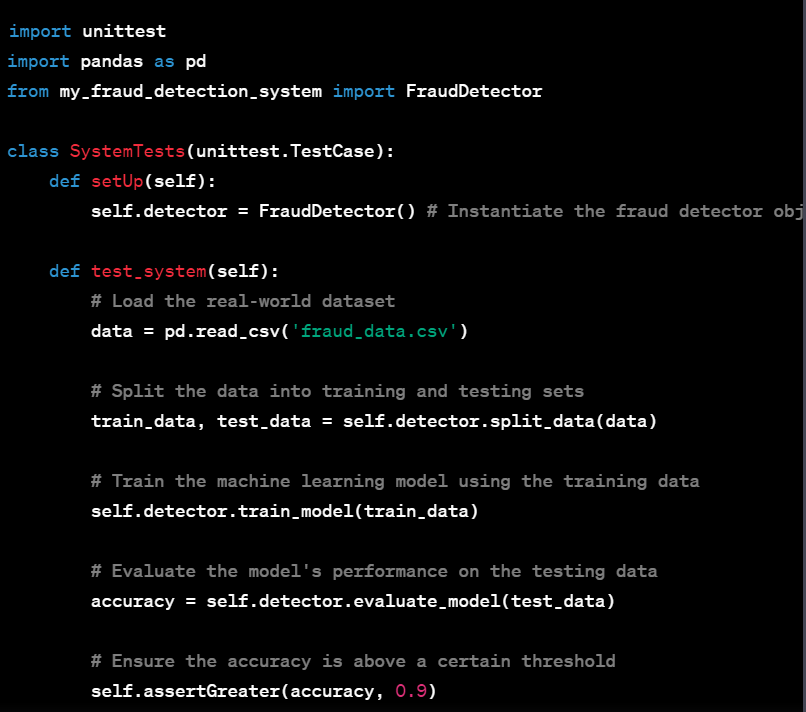 import unittest
import pandas as pd
from my_fraud_detection_system import FraudDetector

class SystemTests(unittest.TestCase):
    def setUp(self):
        self.detector = FraudDetector() # Instantiate the fraud detector obj

    def test_system(self):
        # Load the real-world dataset
        data = pd.read_csv('fraud_data.csv')

        # Split the data into training and testing sets
        train_data, test_data = self.detector.split_data(data)

        # Train the machine learning model using the training data
        self.detector.train_model(train_data)

        # Evaluate the model's performance on the testing data
        accuracy = self.detector.evaluate_model(test_data)

        # Ensure the accuracy is above a certain threshold
        self.assertGreater(accuracy, 0.9)